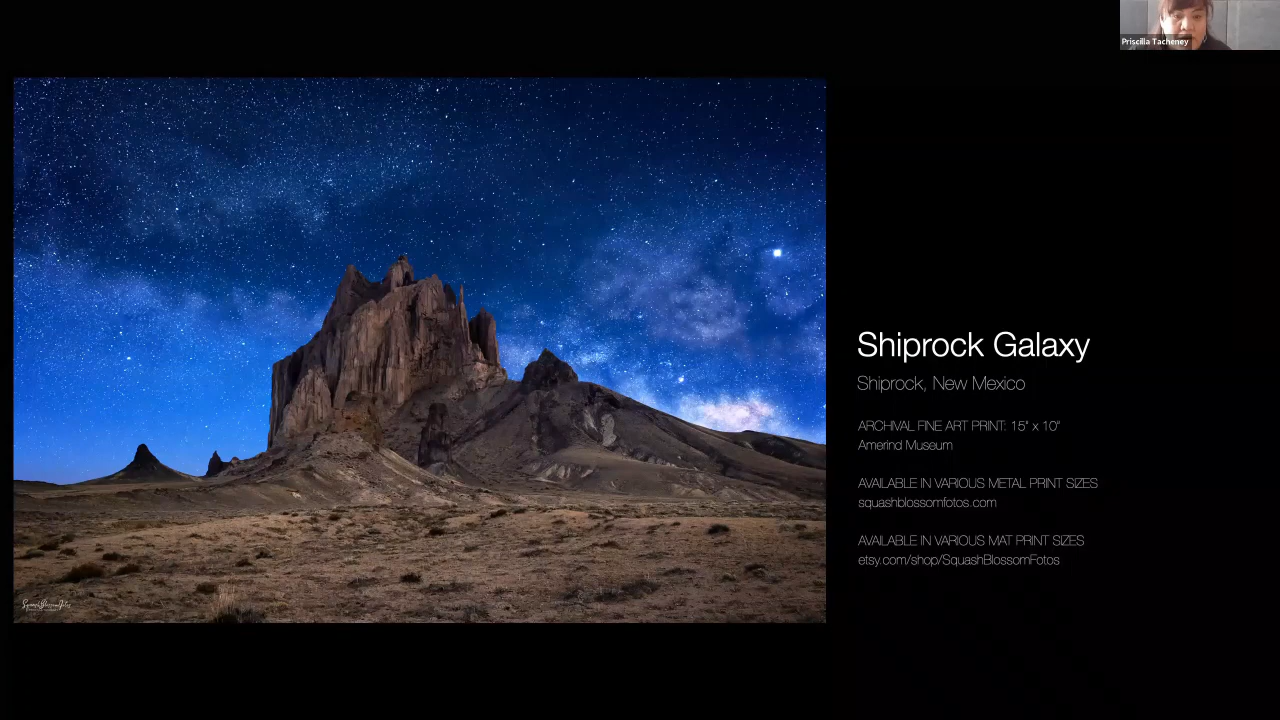 Priscilla Tacheney
Shiprock Galaxy
Shiprock, New Mexico
ARCHIVAL FINE ART PRINT: 15" x 10"
Amerind Museum
AVAILABLE IN VARIOUS METAL PRINT SIZES
squashblossomfotos.com
AVAILABLE IN VARIOUS MAT PRINT SIZES
etsy.com/shop/SquashBlossomFotos
SquashBlossomFotos